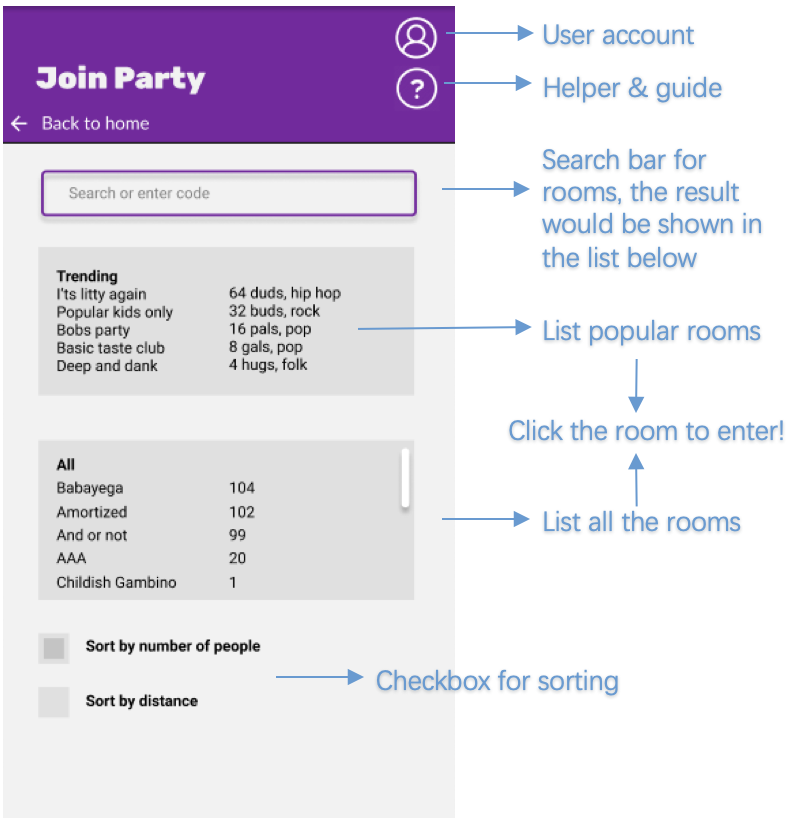 User account
Join Party
?
Helper & guide
Back to home
Search or enter code
Search bar for
rooms, the result
would be shown in
the list below
Trending
I'ts litty again 64 duds, hip hop
Popular kids only 32 buds, rock
Bobs party 16 pals, pop
Basic taste club 8 gals, pop
Deep and dank 4 hugs, folk
List popular rooms
Click the room to enter!
All
Babayega 104
Amortized 102
And or not 99
AAA 20
Childish Gambino 1
List all the rooms
Sort by number of people
Sort by distance
Checkbox for sorting